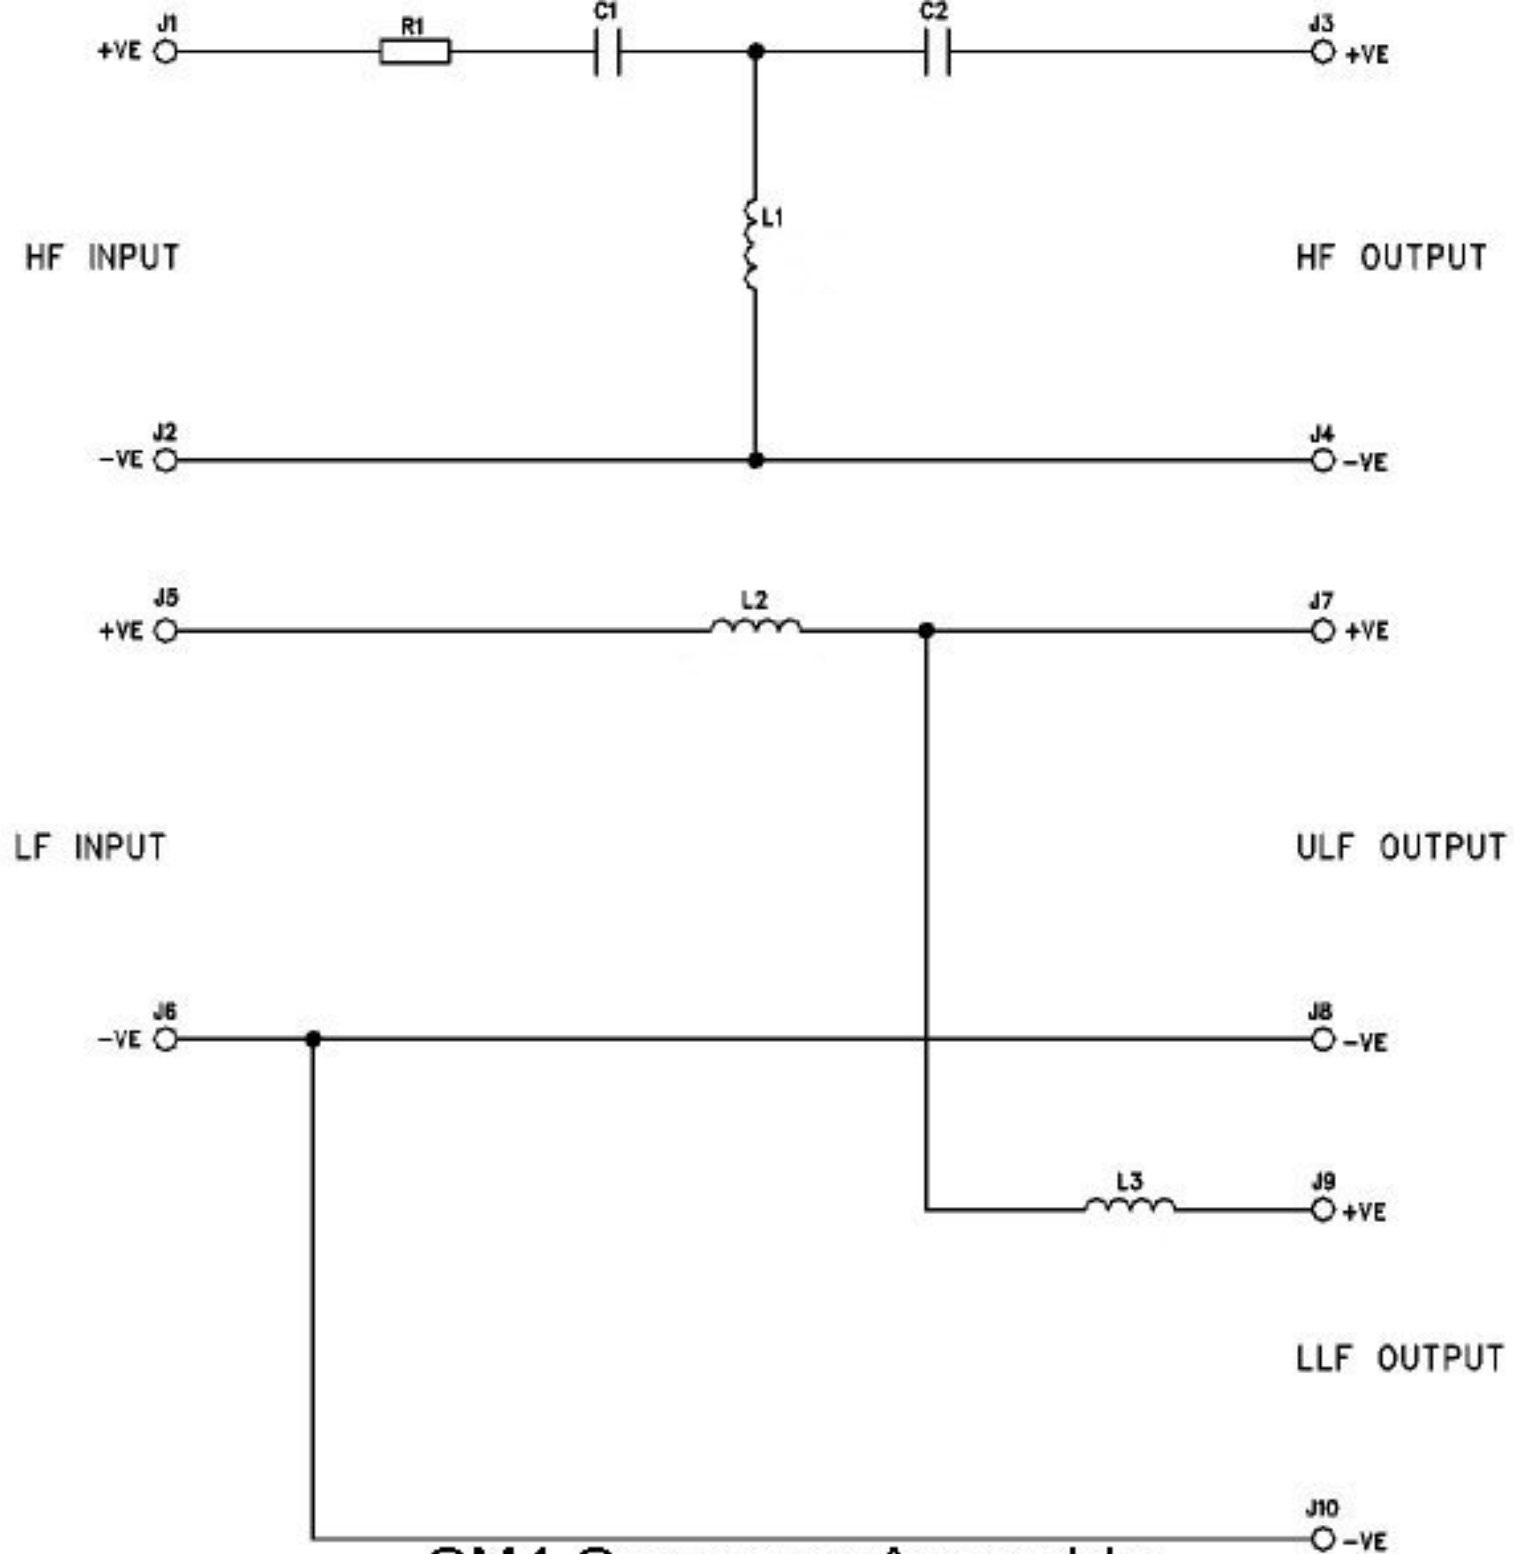 J1 R1 C1 C2 J3
+VE +VE
L1
HF INPUT HF OUTPUT
J2 J4
-VE -VE
J5 L2 J7
+VE +VE
LF INPUT ULF OUTPUT
J6 J8
-VE -VE
L3 J9
+VE
LLF OUTPUT
J10
-VE